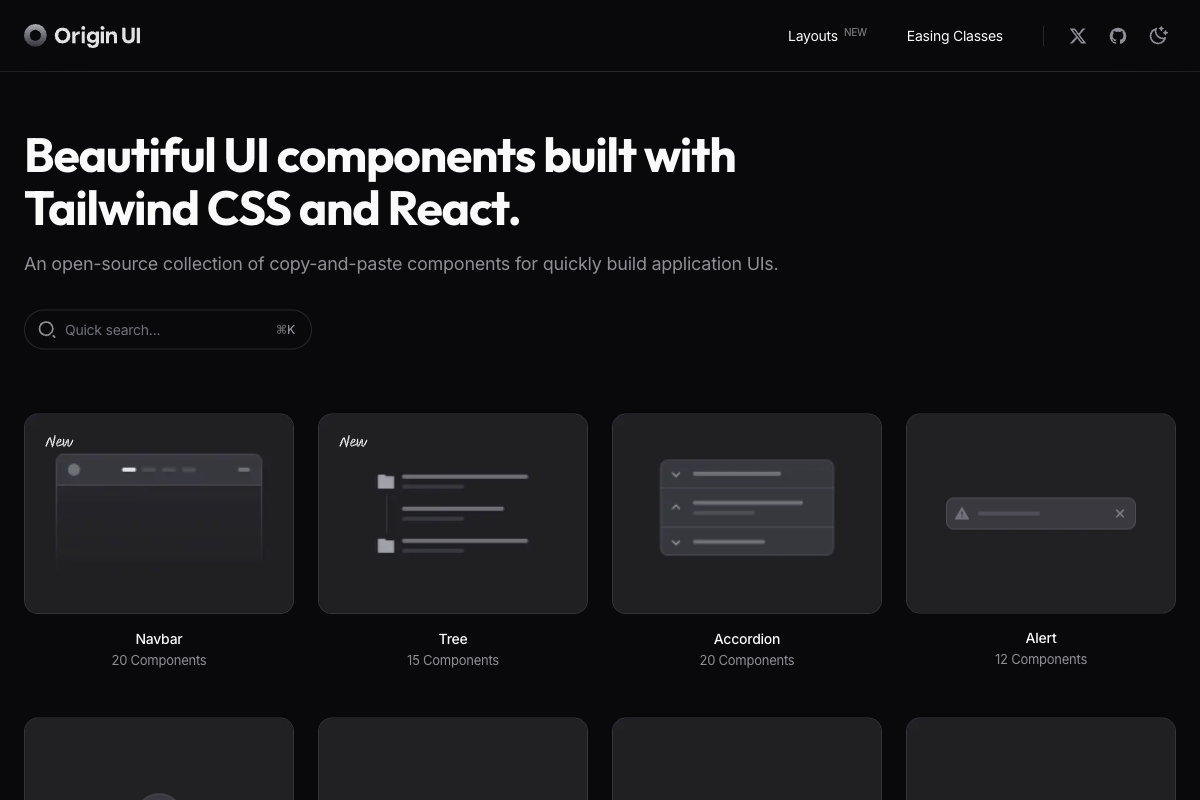 Origin UI
Layouts NEW
Easing Classes
Beautiful UI components built with
Tailwind CSS and React.
An open-source collection of copy-and-paste components for quickly build application UIs.
Quick search... ⌘K
New
New
Navbar
20 Components
Tree
15 Components
Accordion
20 Components
Alert
12 Components